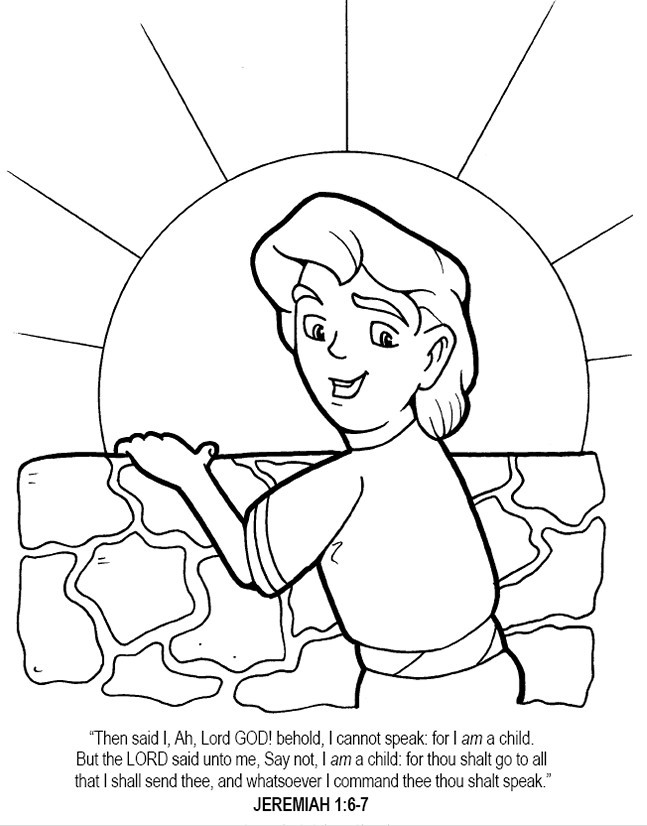 “Then said I, Ah, Lord GOD! behold, I cannot speak: for I am a child.
But the LORD said unto me, Say not, I am a child: for thou shalt go to all
that I shall send thee, and whatsoever I command thee thou shalt speak.”
JEREMIAH 1:6-7